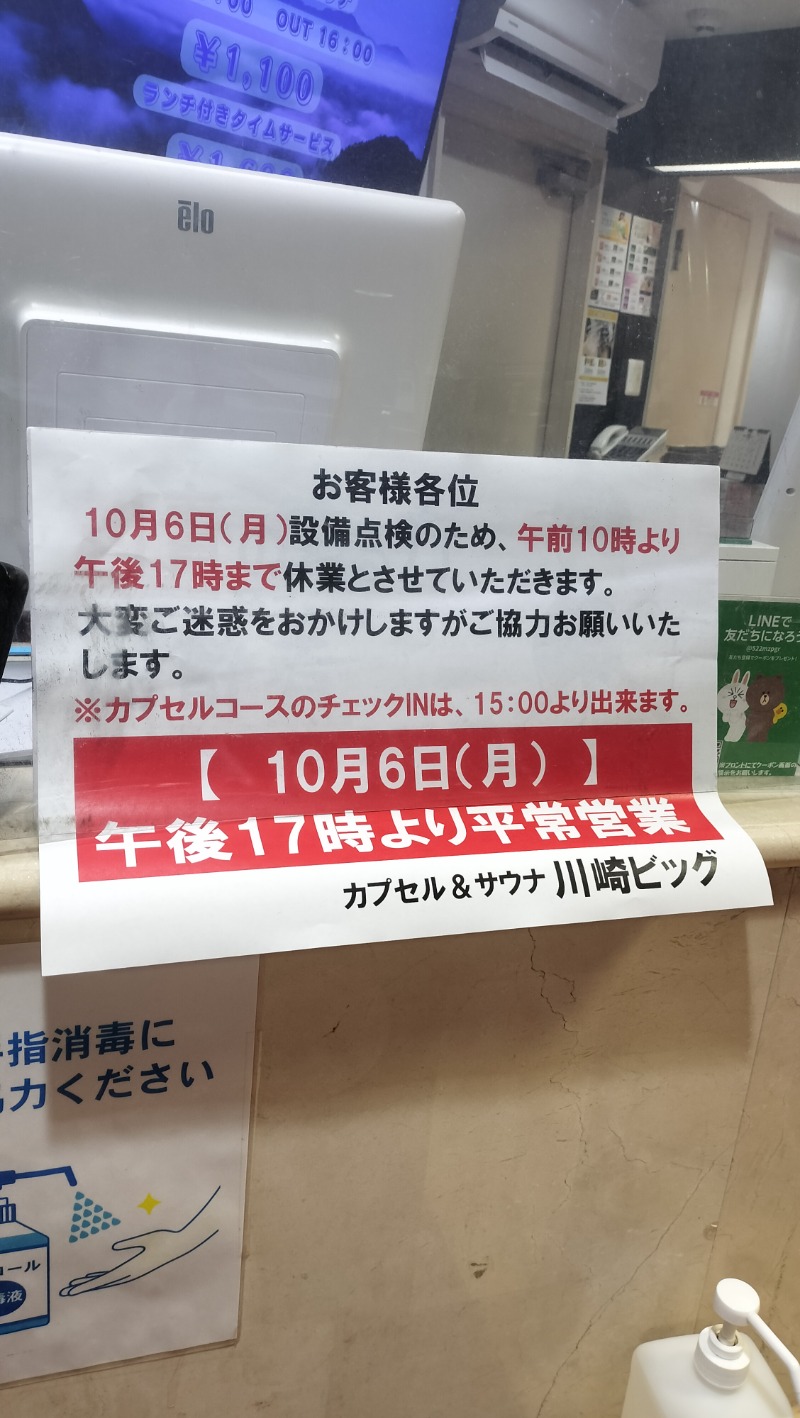 OUT 16:00
¥1,100
ランチ付きタイムサービス
elo
お客様各位
10月6日(月)設備点検のため、午前10時より
午後17時まで休業とさせていただきます。
大変ご迷惑をおかけしますがご協力お願いいた
します。
※カプセルコースのチェックINは、15:00より出来ます。
【 10月6日(月) 】
午後17時より平常営業
カプセル&サウナ 川崎ビッグ
LINEで
友だちになろう
@522mzpgr
指消毒に
力ください
コール
毒液